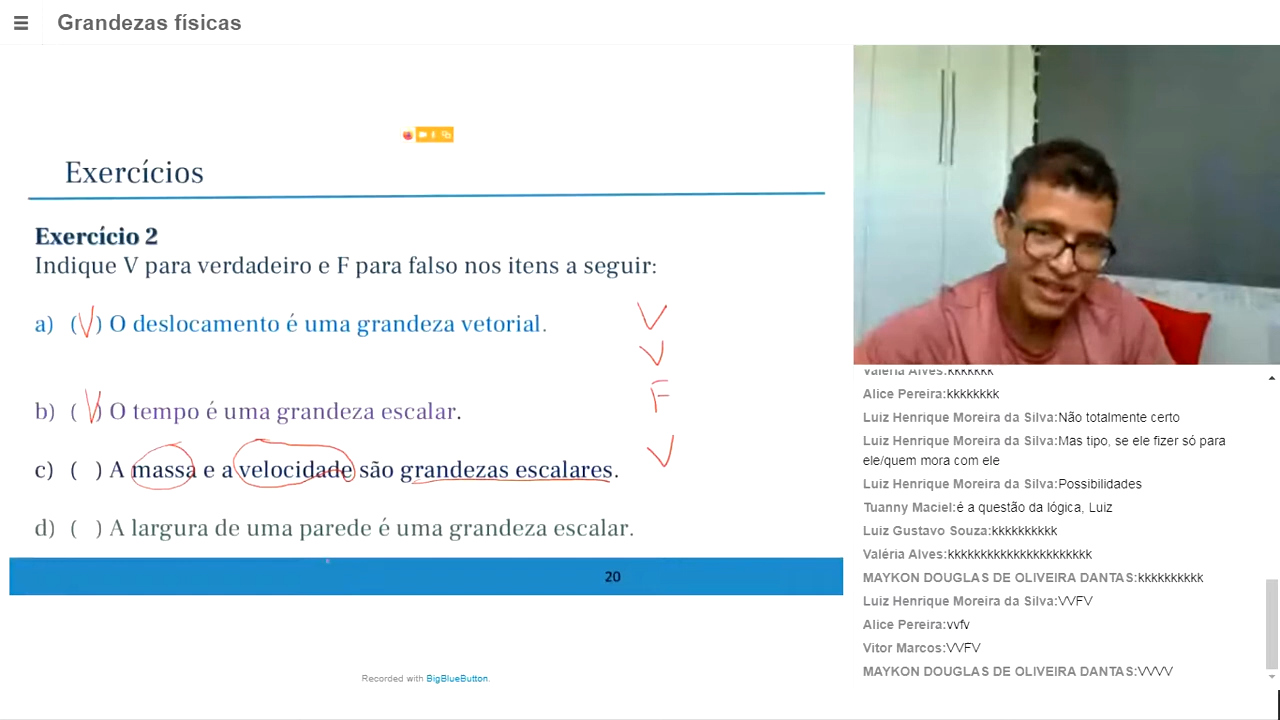 Grandezas físicas
Exercícios
Exercício 2
Indique V para verdadeiro e F para falso nos itens a seguir:
a) (V) O deslocamento é uma grandeza vetorial.
V
V
b) (V) O tempo é uma grandeza escalar.
F
c) ( ) A massa e a velocidade são grandezas escalares.
V
d) ( ) A largura de uma parede é uma grandeza escalar.
20
Recorded with BigBlueButton.
Valéria Alves:kkkkkkk
Alice Pereira:kkkkkkkk
Luiz Henrique Moreira da Silva:Não totalmente certo
Luiz Henrique Moreira da Silva:Mas tipo, se ele fizer só para
ele/quem mora com ele
Luiz Henrique Moreira da Silva:Possibilidades
Tuanny Maciel:é a questão da lógica, Luiz
Luiz Gustavo Souza:kkkkkkkkkk
Valéria Alves:kkkkkkkkkkkkkkkkkkkkkk
MAYKON DOUGLAS DE OLIVEIRA DANTAS:kkkkkkkkkk
Luiz Henrique Moreira da Silva:VVFV
Alice Pereira:vvfv
Vitor Marcos:VVFV
MAYKON DOUGLAS DE OLIVEIRA DANTAS:VVVV